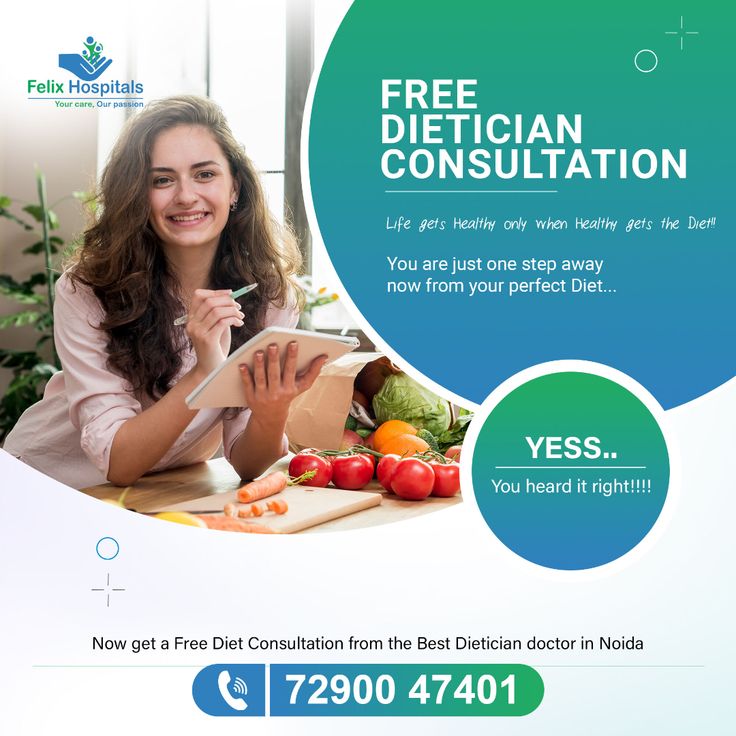 Felix Hospitals
Your care, Our passion
FREE
DIETICIAN
CONSULTATION
Life gets Healthy only when Healthy gets the Diet!!
You are just one step away
now from your perfect Diet...
YESS..
You heard it right!!!!
Now get a Free Diet Consultation from the Best Dietician doctor in Noida
72900 47401